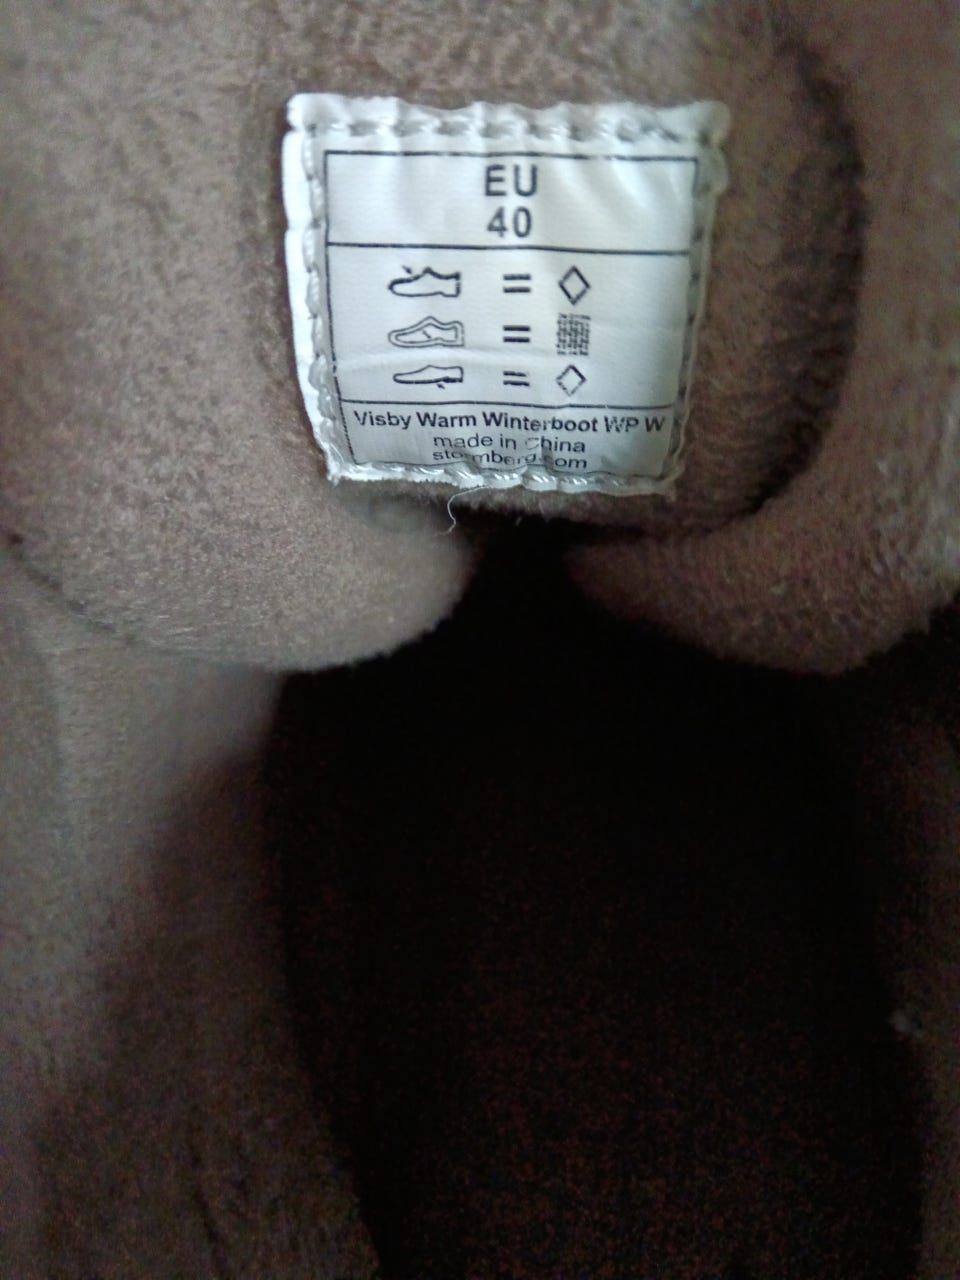 EU
40
=
=
=
Visby Warm Winterboot WP W
made in China
stormberg.com